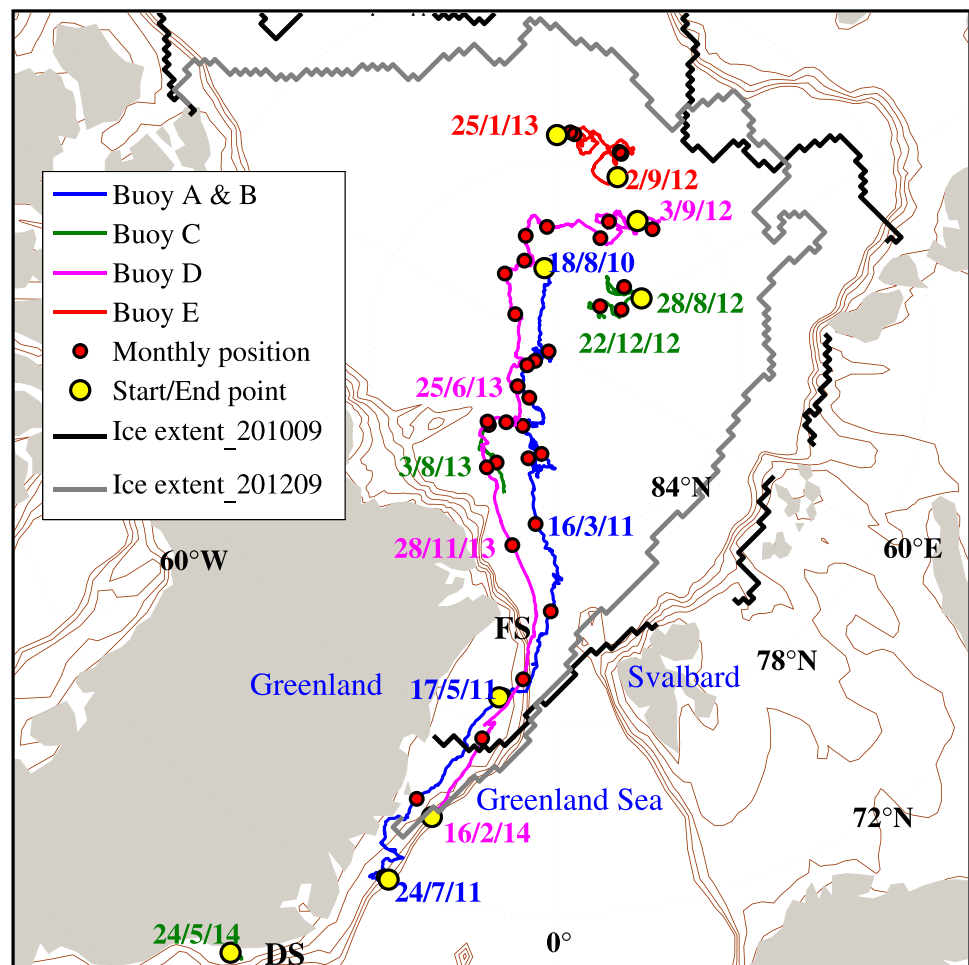 25/1/13
2/9/12
3/9/12
Buoy A & B
Buoy C
Buoy D
Buoy E
Monthly position
Start/End point
Ice extent_201009
Ice extent_201209
18/8/10
28/8/12
22/12/12
25/6/13
3/8/13
84°N
16/3/11
28/11/13
60°W
60°E
FS
78°N
Greenland
17/5/11
Svalbard
Greenland Sea
72°N
16/2/14
24/7/11
24/5/14
DS
0°